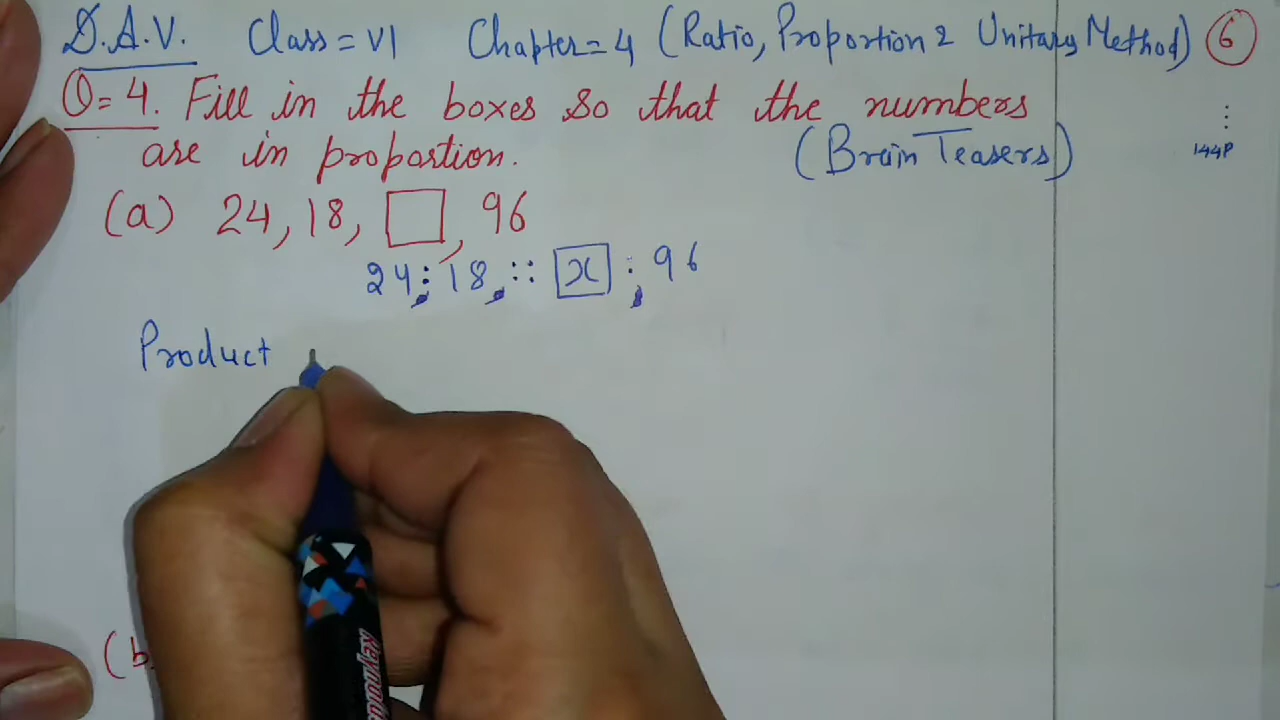 D.A.V. Class = VI Chapter = 4 (Ratio, Proportion & Unitary Method) 6
Q = 4. Fill in the boxes so that the numbers
are in proportion. (Brain Teasers)
144P
(a) 24, 18, □, 96
24 : 18 :: x : 96
Product
(b